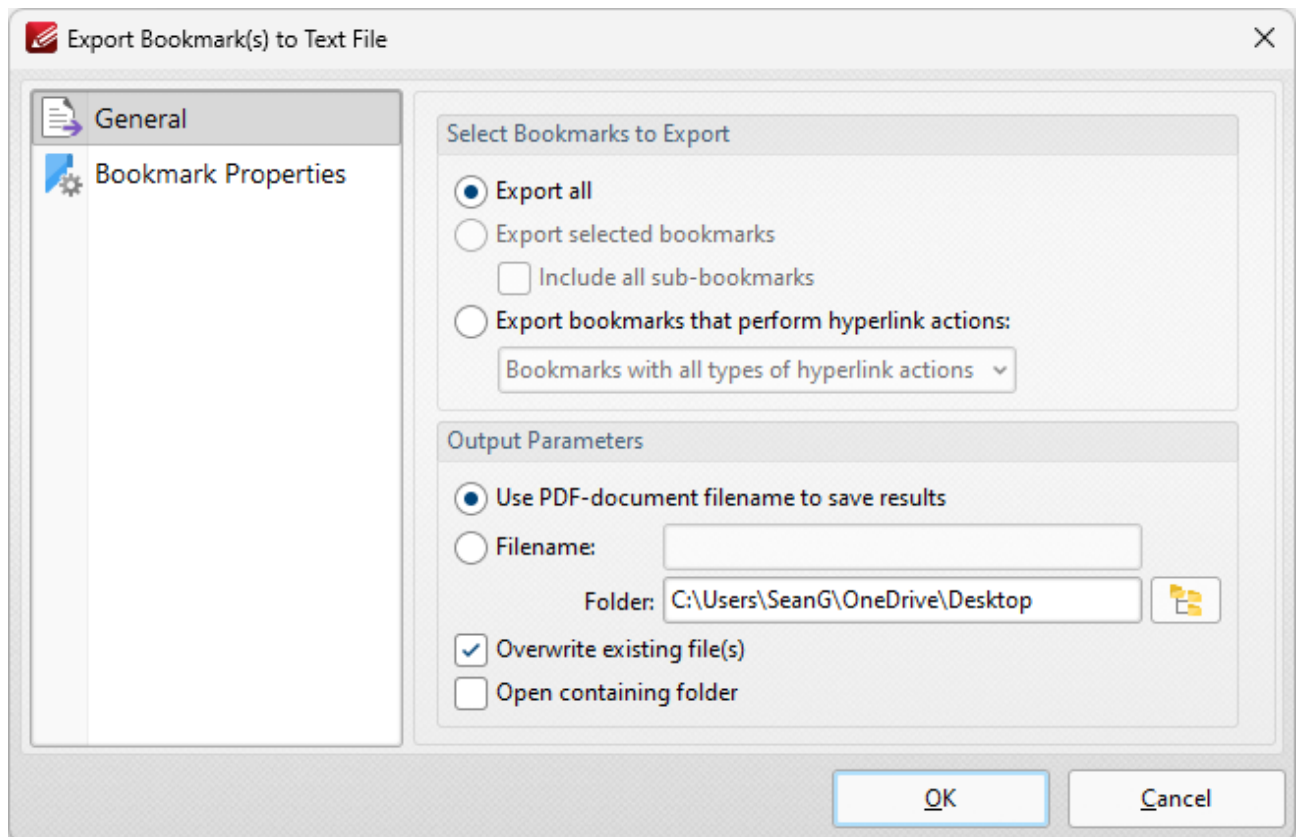 Export Bookmark(s) to Text File
General
Bookmark Properties
Select Bookmarks to Export
Export all
Export selected bookmarks
Include all sub-bookmarks
Export bookmarks that perform hyperlink actions:
Bookmarks with all types of hyperlink actions
Output Parameters
Use PDF-document filename to save results
Filename:
Folder: C:\Users\SeanG\OneDrive\Desktop
Overwrite existing file(s)
Open containing folder
OK Cancel